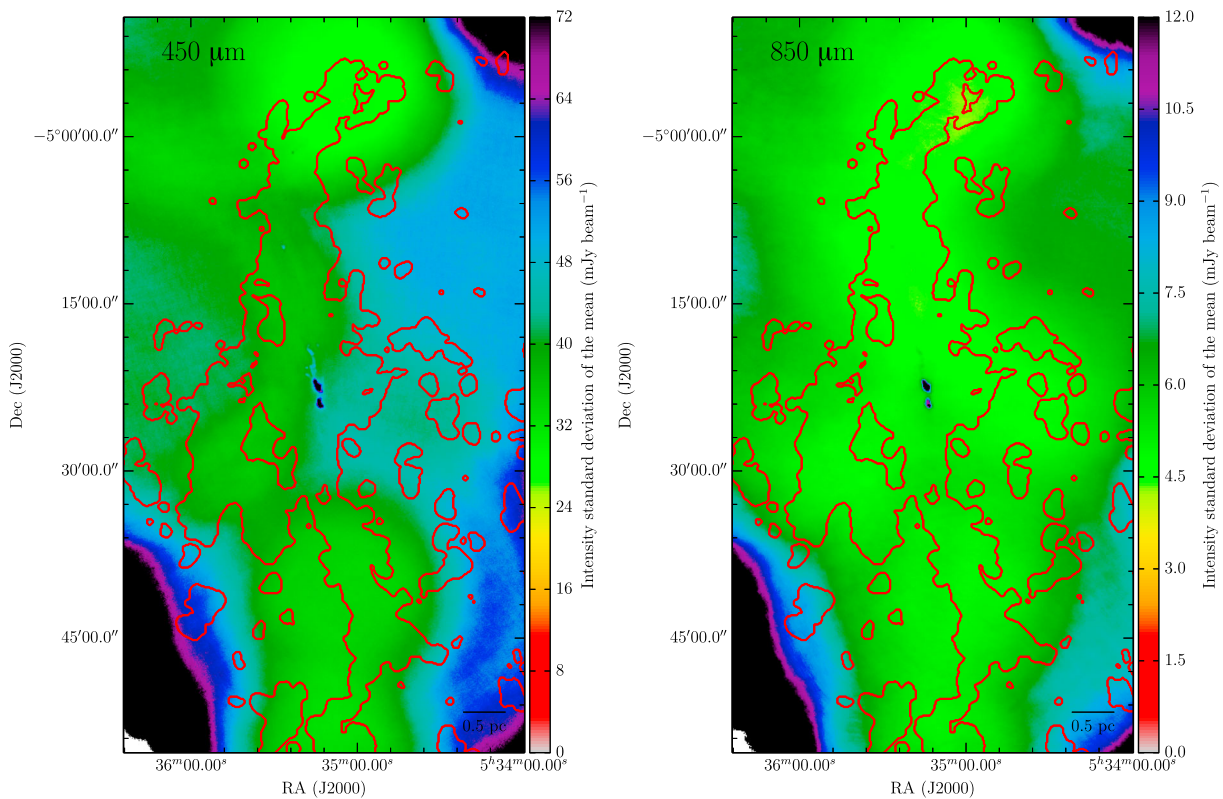 450 μm
−5°00′00.0″
15′00.0″
30′00.0″
45′00.0″
Dec (J2000)
36ᵐ00.00ˢ
35ᵐ00.00ˢ
5ʰ34ᵐ00.00ˢ
RA (J2000)
0.5 pc
72
64
56
48
40
32
24
16
8
0
Intensity standard deviation of the mean (mJy beam⁻¹)
850 μm
−5°00′00.0″
15′00.0″
30′00.0″
45′00.0″
Dec (J2000)
36ᵐ00.00ˢ
35ᵐ00.00ˢ
5ʰ34ᵐ00.00ˢ
RA (J2000)
0.5 pc
12.0
10.5
9.0
7.5
6.0
4.5
3.0
1.5
0.0
Intensity standard deviation of the mean (mJy beam⁻¹)